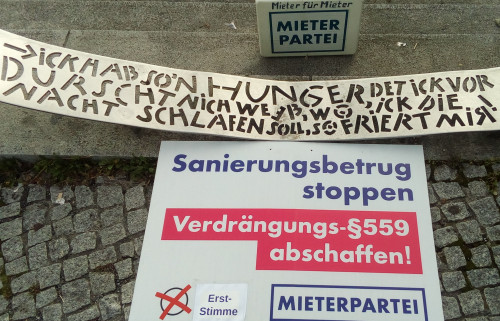 Mieter für Mieter
MIETER
PARTEI
ICK HAB SO'N HUNGER DET ICK VOR
DURSCHT NICH WEEß, WO, ICK DIE
NACHT SCHLAFEN SOLL, SO FRIERT MIR
Sanierungsbetrug
stoppen
Verdrängungs-§559
abschaffen!
Erst-
Stimme
MIETERPARTEI